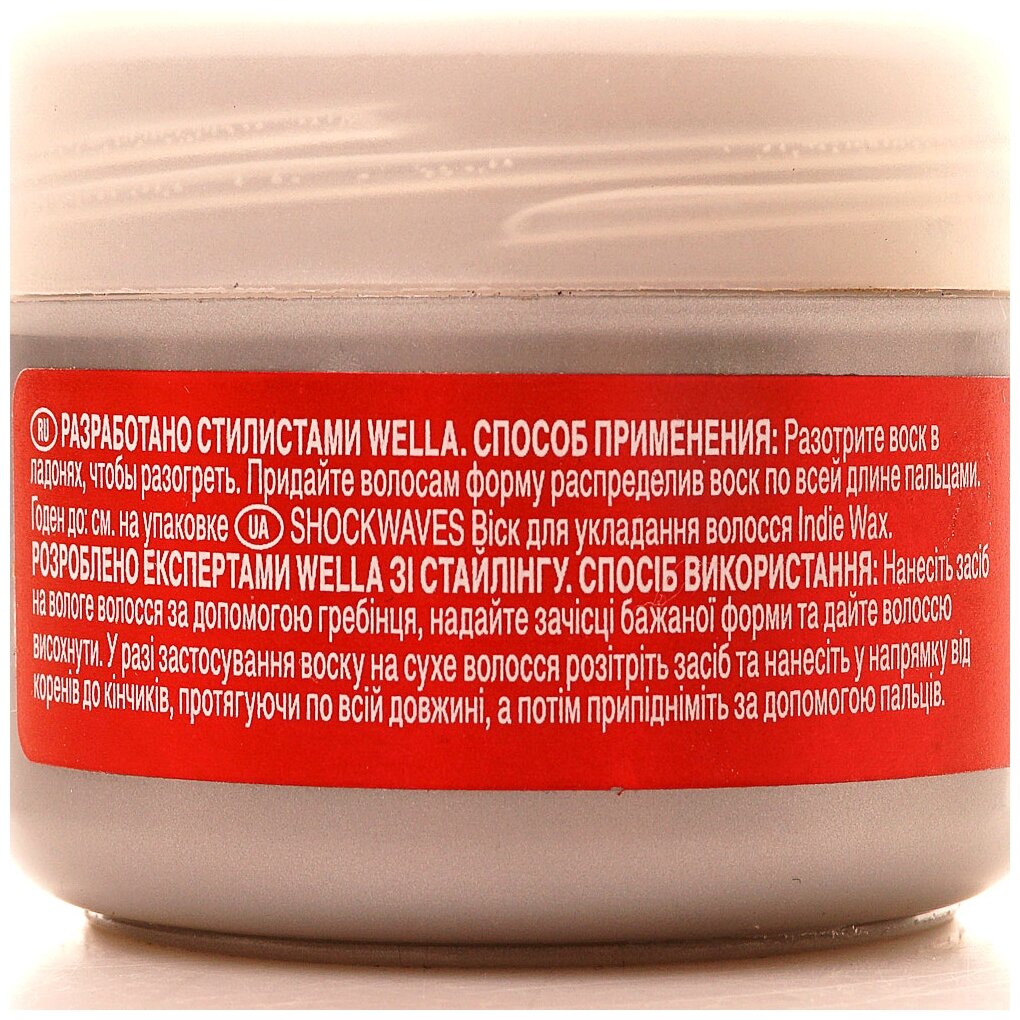 RU РАЗРАБОТАНО СТИЛИСТАМИ WELLA. СПОСОБ ПРИМЕНЕНИЯ: Разотрите воск в
ладонях, чтобы разогреть. Придайте волосам форму распределив воск по всей длине пальцами.
Годен до: см. на упаковке UA SHOCKWAVES Віск для укладання волосся Indie Wax.
РОЗРОБЛЕНО ЕКСПЕРТАМИ WELLA ЗІ СТАЙЛІНГУ. СПОСІБ ВИКОРИСТАННЯ: Нанесіть засіб
на вологе волосся за допомогою гребінця, надайте зачісці бажаної форми та дайте волоссю
висохнути. У разі застосування воску на сухе волосся розітріть засіб та нанесіть у напрямку від
коренів до кінчиків, протягуючи по всій довжині, а потім припідніміть за допомогою пальців.